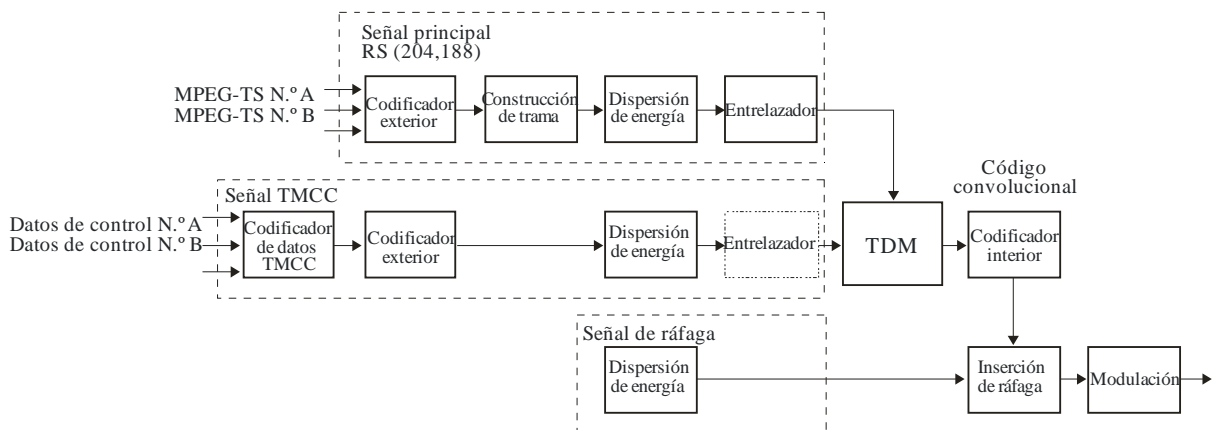 Señal principal
RS (204,188)
MPEG-TS N.º A
MPEG-TS N.º B
Codificador
exterior
Construcción
de trama
Dispersión
de energía
Entrelazador
Señal TMCC
Datos de control N.º A
Datos de control N.º B
Codificador
de datos
TMCC
Codificador
exterior
Dispersión
de energía
Entrelazador
TDM
Código
convolucional
Codificador
interior
Señal de ráfaga
Dispersión
de energía
Inserción
de ráfaga
Modulación